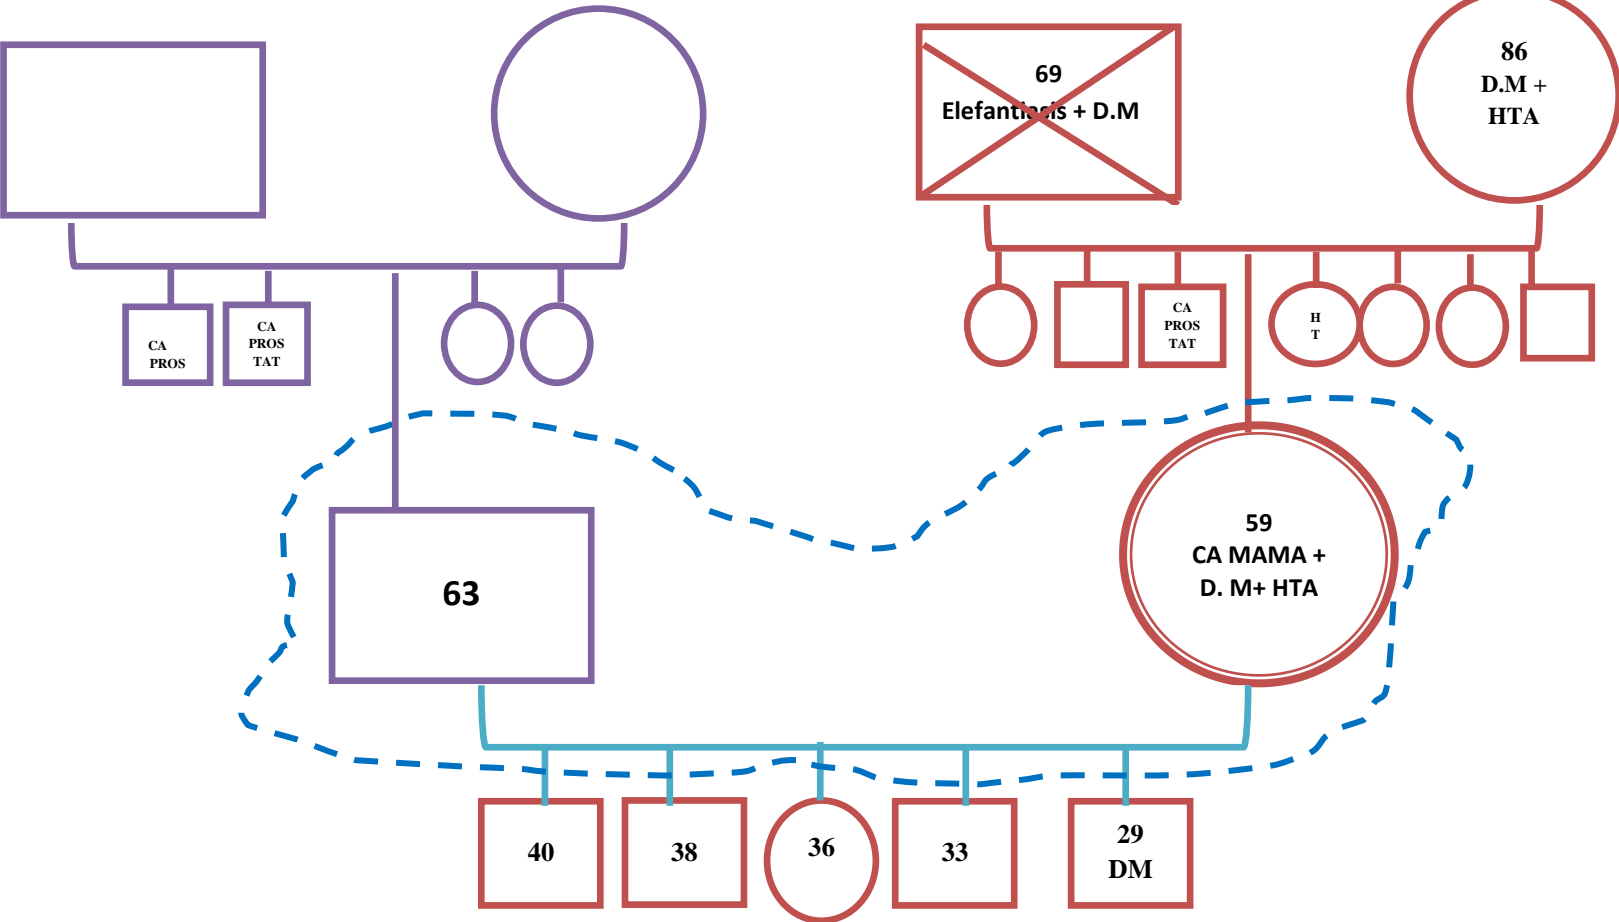 69
Elefantiasis + D.M
86
D.M +
HTA
CA
PROS
CA
PROS
TAT
CA
PROS
TAT
H
T
63
59
CA MAMA +
D. M+ HTA
40
38
36
33
29
DM